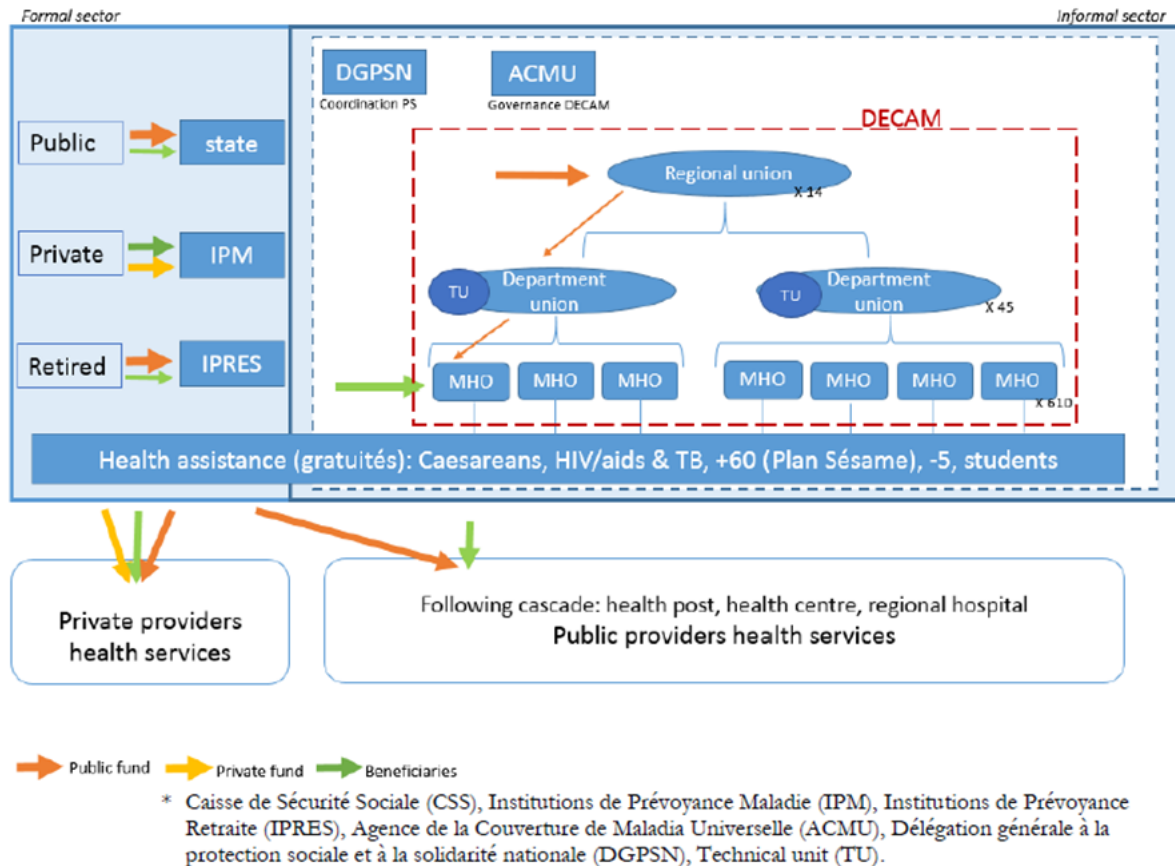 Formal sector
Informal sector
DGPSN
Coordination PS
ACMU
Governance DECAM
DECAM
Public
state
Regional union
X 14
Private
IPM
TU
Department
union
TU
Department
union
X 45
Retired
IPRES
MHO
MHO
MHO
MHO
MHO
MHO
MHO
X 610
Health assistance (gratuités): Caesareans, HIV/aids & TB, +60 (Plan Sésame), -5, students
Private providers
health services
Following cascade: health post, health centre, regional hospital
Public providers health services
Public fund
Private fund
Beneficiaries
* Caisse de Sécurité Sociale (CSS), Institutions de Prévoyance Maladie (IPM), Institutions de Prévoyance
Retraite (IPRES), Agence de la Couverture de Maladia Universelle (ACMU), Délégation générale à la
protection sociale et à la solidarité nationale (DGPSN), Technical unit (TU).